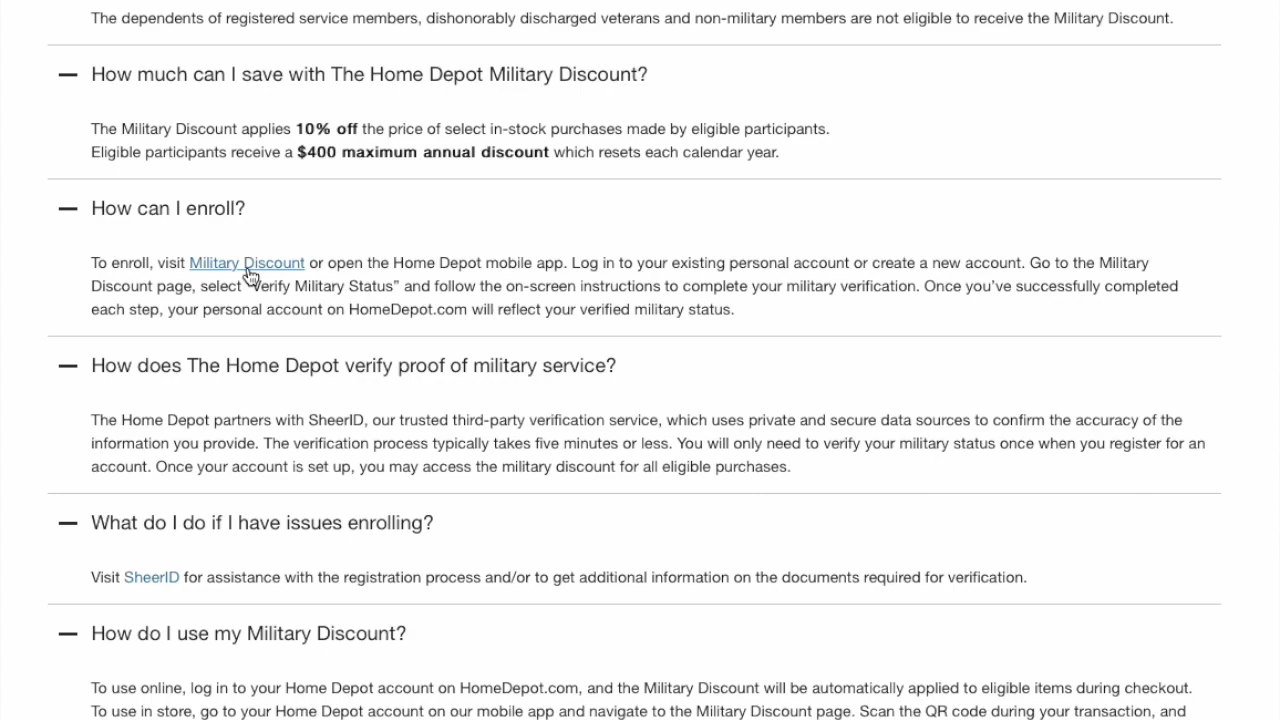 The dependents of registered service members, dishonorably discharged veterans and non-military members are not eligible to receive the Military Discount.
How much can I save with The Home Depot Military Discount?
The Military Discount applies 10% off the price of select in-stock purchases made by eligible participants.
Eligible participants receive a $400 maximum annual discount which resets each calendar year.
How can I enroll?
To enroll, visit Military Discount or open the Home Depot mobile app. Log in to your existing personal account or create a new account. Go to the Military
Discount page, select “Verify Military Status” and follow the on-screen instructions to complete your military verification. Once you’ve successfully completed
each step, your personal account on HomeDepot.com will reflect your verified military status.
How does The Home Depot verify proof of military service?
The Home Depot partners with SheerID, our trusted third-party verification service, which uses private and secure data sources to confirm the accuracy of the
information you provide. The verification process typically takes five minutes or less. You will only need to verify your military status once when you register for an
account. Once your account is set up, you may access the military discount for all eligible purchases.
What do I do if I have issues enrolling?
Visit SheerID for assistance with the registration process and/or to get additional information on the documents required for verification.
How do I use my Military Discount?
To use online, log in to your Home Depot account on HomeDepot.com, and the Military Discount will be automatically applied to eligible items during checkout.
To use in store, go to your Home Depot account on our mobile app and navigate to the Military Discount page. Scan the QR code during your transaction, and